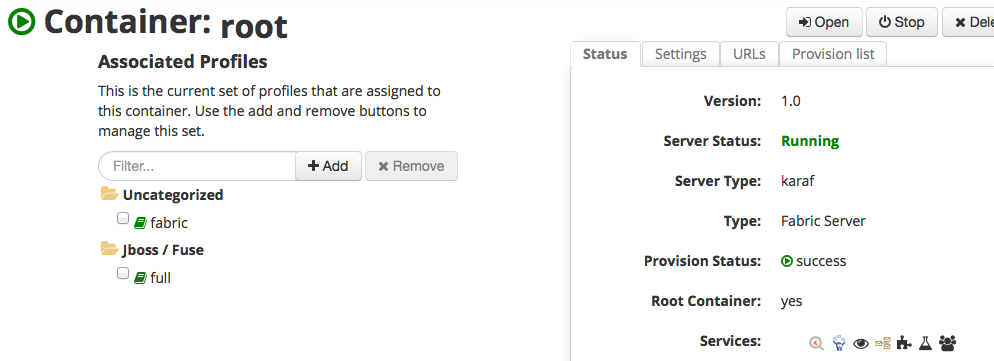 Container: root
Open
Stop
Dele
Associated Profiles
This is the current set of profiles that are assigned to
this container. Use the add and remove buttons to
manage this set.
Filter...
Add
Remove
Uncategorized
fabric
Jboss / Fuse
full
Status
Settings
URLs
Provision list
Version: 1.0
Server Status: Running
Server Type: karaf
Type: Fabric Server
Provision Status: success
Root Container: yes
Services: